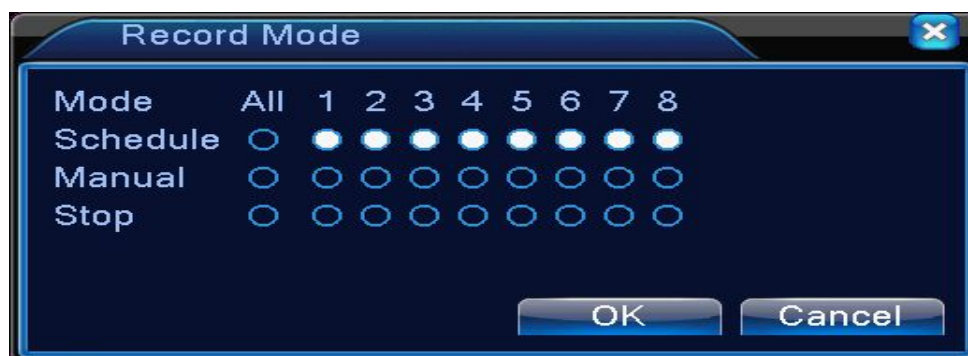 Record Mode
Mode All 1 2 3 4 5 6 7 8
Schedule
Manual
Stop
OK Cancel